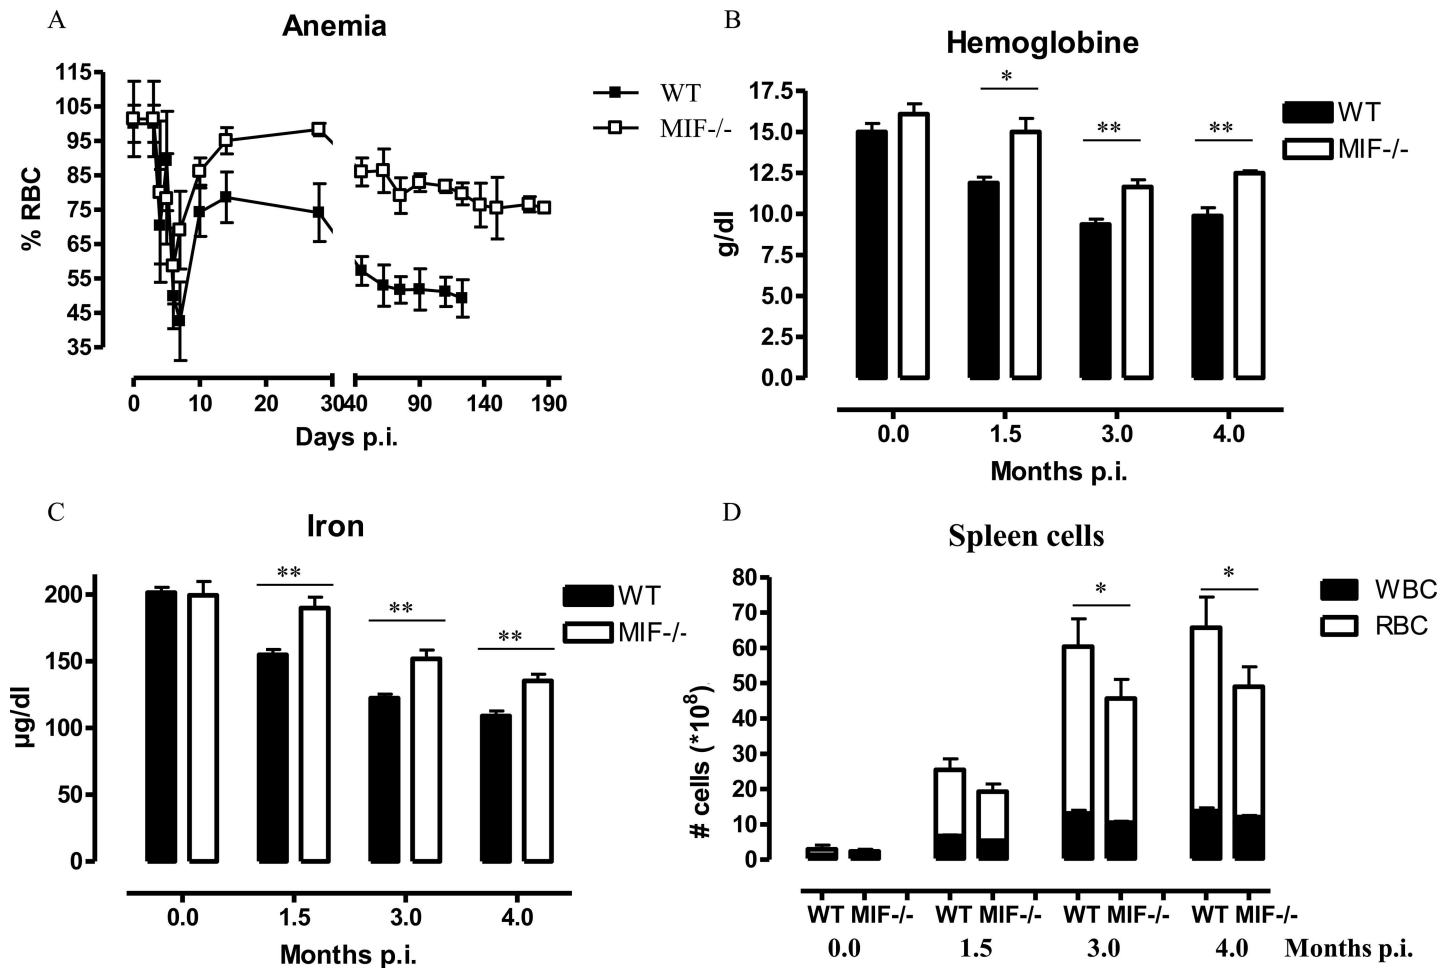 A
Anemia
115
105
95
85
75
65
55
45
35
% RBC
WT
MIF-/-
0 10 20 30 40 90 140 190
Days p.i.
B
Hemoglobine
17.5
15.0
12.5
10.0
7.5
5.0
2.5
0.0
g/dl
* ** **
WT
MIF-/-
0.0 1.5 3.0 4.0
Months p.i.
C
Iron
200
150
100
50
0
µg/dl
** ** **
WT
MIF-/-
0.0 1.5 3.0 4.0
Months p.i.
D
Spleen cells
80
70
60
50
40
30
20
10
0
# cells (*10⁸)
* *
WBC
RBC
WT MIF-/- WT MIF-/- WT MIF-/- WT MIF-/-
0.0 1.5 3.0 4.0 Months p.i.